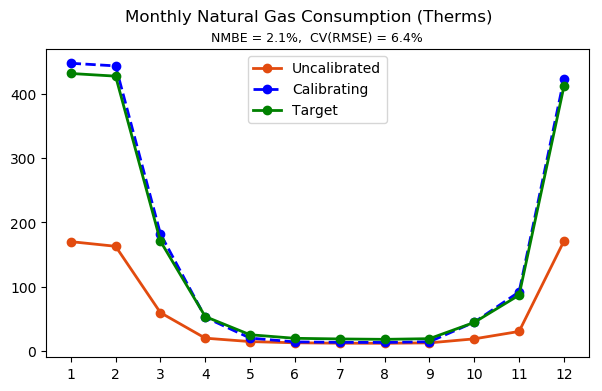 Monthly Natural Gas Consumption (Therms)
NMBE = 2.1%,  CV(RMSE) = 6.4%
Uncalibrated
Calibrating
Target
400
300
200
100
0
1 2 3 4 5 6 7 8 9 10 11 12